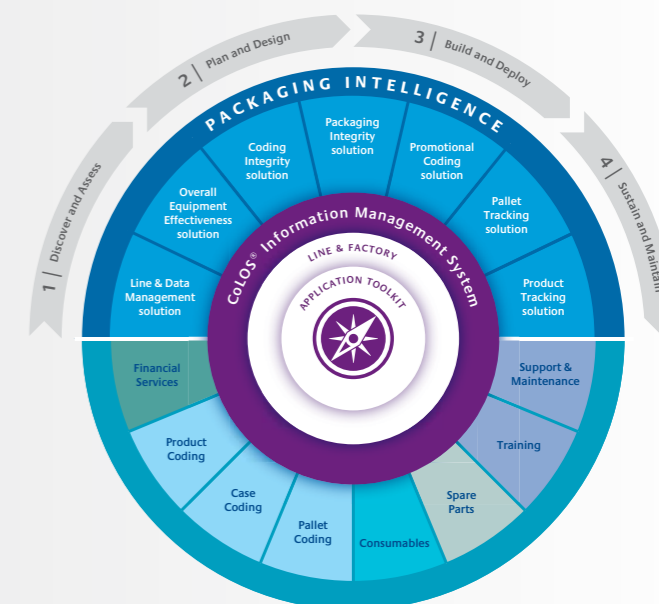 1 | Discover and Assess
2 | Plan and Design
3 | Build and Deploy
4 | Sustain and Maintain
PACKAGING INTELLIGENCE
Line & Data
Management
solution
Overall
Equipment
Effectiveness
solution
Coding
Integrity
solution
Packaging
Integrity
solution
Promotional
Coding
solution
Pallet
Tracking
solution
Product
Tracking
solution
CoLOS® Information Management System
LINE & FACTORY
APPLICATION TOOLKIT
Financial
Services
Product
Coding
Case
Coding
Pallet
Coding
Consumables
Spare
Parts
Training
Support &
Maintenance